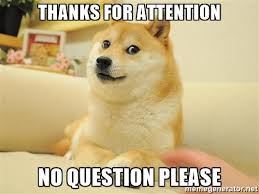 THANKS FOR ATTENTION
NO QUESTION PLEASE
memegenerator.net